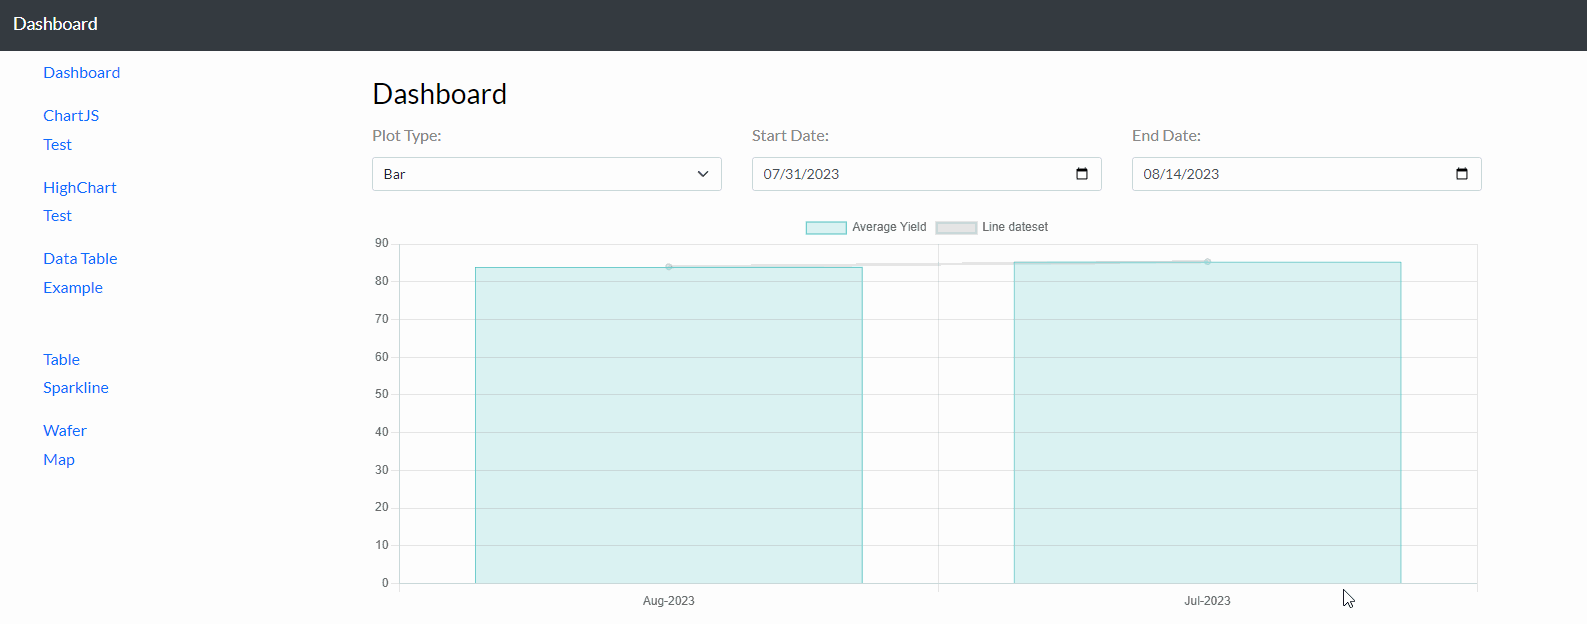 Dashboard
Dashboard
ChartJS
Test
HighChart
Test
Data Table
Example
Table
Sparkline
Wafer
Map
Dashboard
Plot Type: Start Date: End Date:
Bar 07/31/2023 08/14/2023
Average Yield Line dateset
90
80
70
60
50
40
30
20
10
0
Aug-2023 Jul-2023